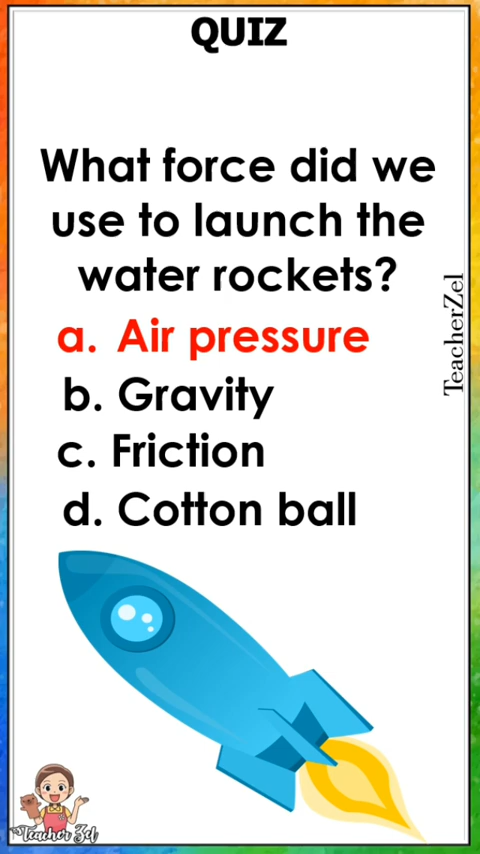 QUIZ
What force did we
use to launch the
water rockets?
a. Air pressure
b. Gravity
c. Friction
d. Cotton ball
TeacherZel
Teacher Zel